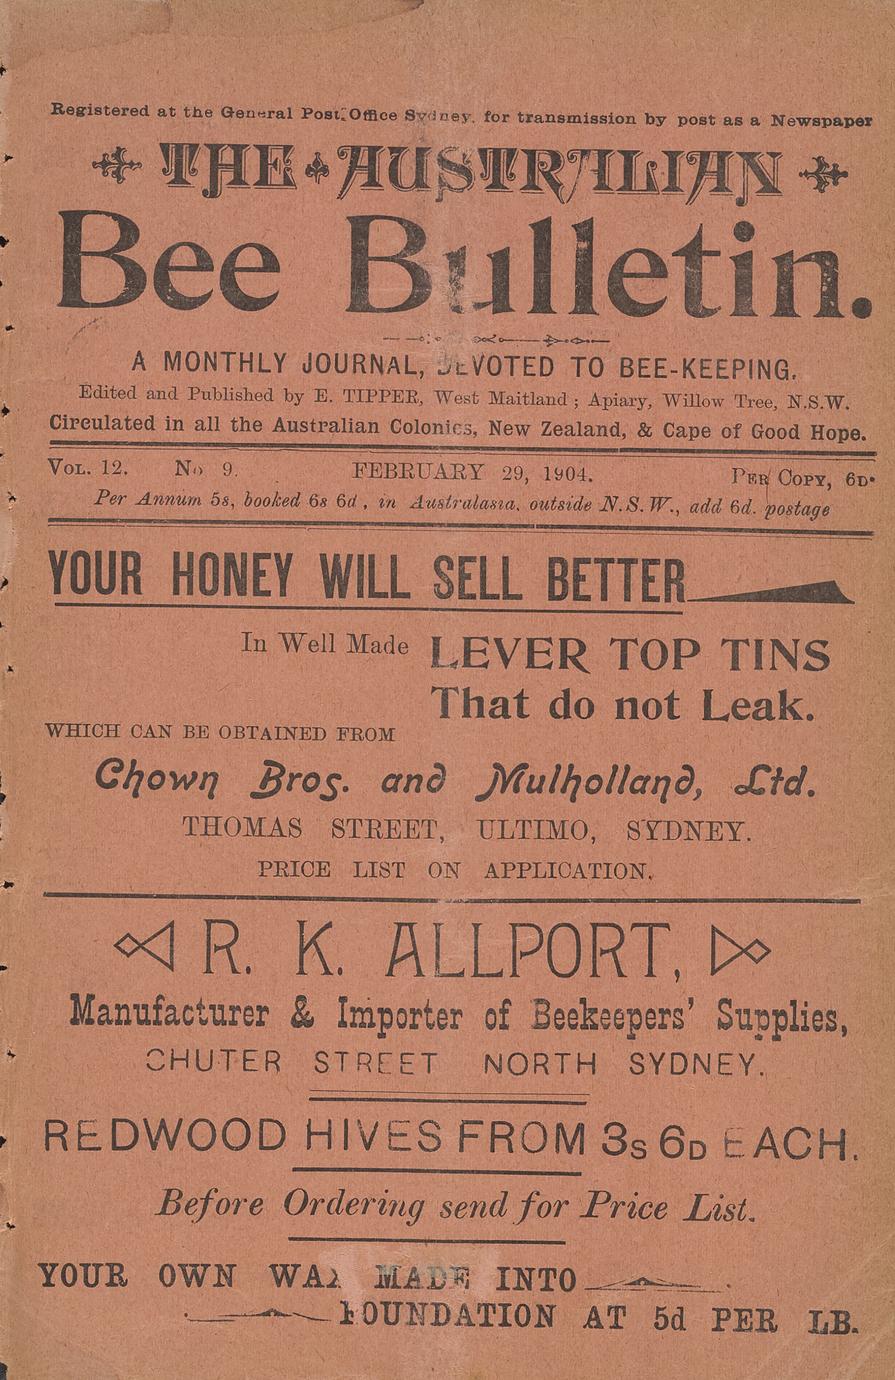 Registered at the General Post Office Sydney, for transmission by post as a Newspaper
THE AUSTRALIAN
Bee Bulletin.
A MONTHLY JOURNAL, DEVOTED TO BEE-KEEPING.
Edited and Published by E. TIPPER, West Maitland; Apiary, Willow Tree, N.S.W.
Circulated in all the Australian Colonies, New Zealand, & Cape of Good Hope.
VOL. 12. No 9. FEBRUARY 29, 1904. PER COPY, 6D.
Per Annum 5s, booked 6s 6d, in Australasia, outside N.S.W., add 6d. postage
YOUR HONEY WILL SELL BETTER
In Well Made LEVER TOP TINS
That do not Leak.
WHICH CAN BE OBTAINED FROM
Chown Bros. and Mulholland, Ltd.
THOMAS STREET, ULTIMO, SYDNEY.
PRICE LIST ON APPLICATION.
R. K. ALLPORT,
Manufacturer & Importer of Beekeepers' Supplies,
CHUTER STREET NORTH SYDNEY.
REDWOOD HIVES FROM 3s 6D EACH.
Before Ordering send for Price List.
YOUR OWN WAX MADE INTO
FOUNDATION AT 5d PER LB.